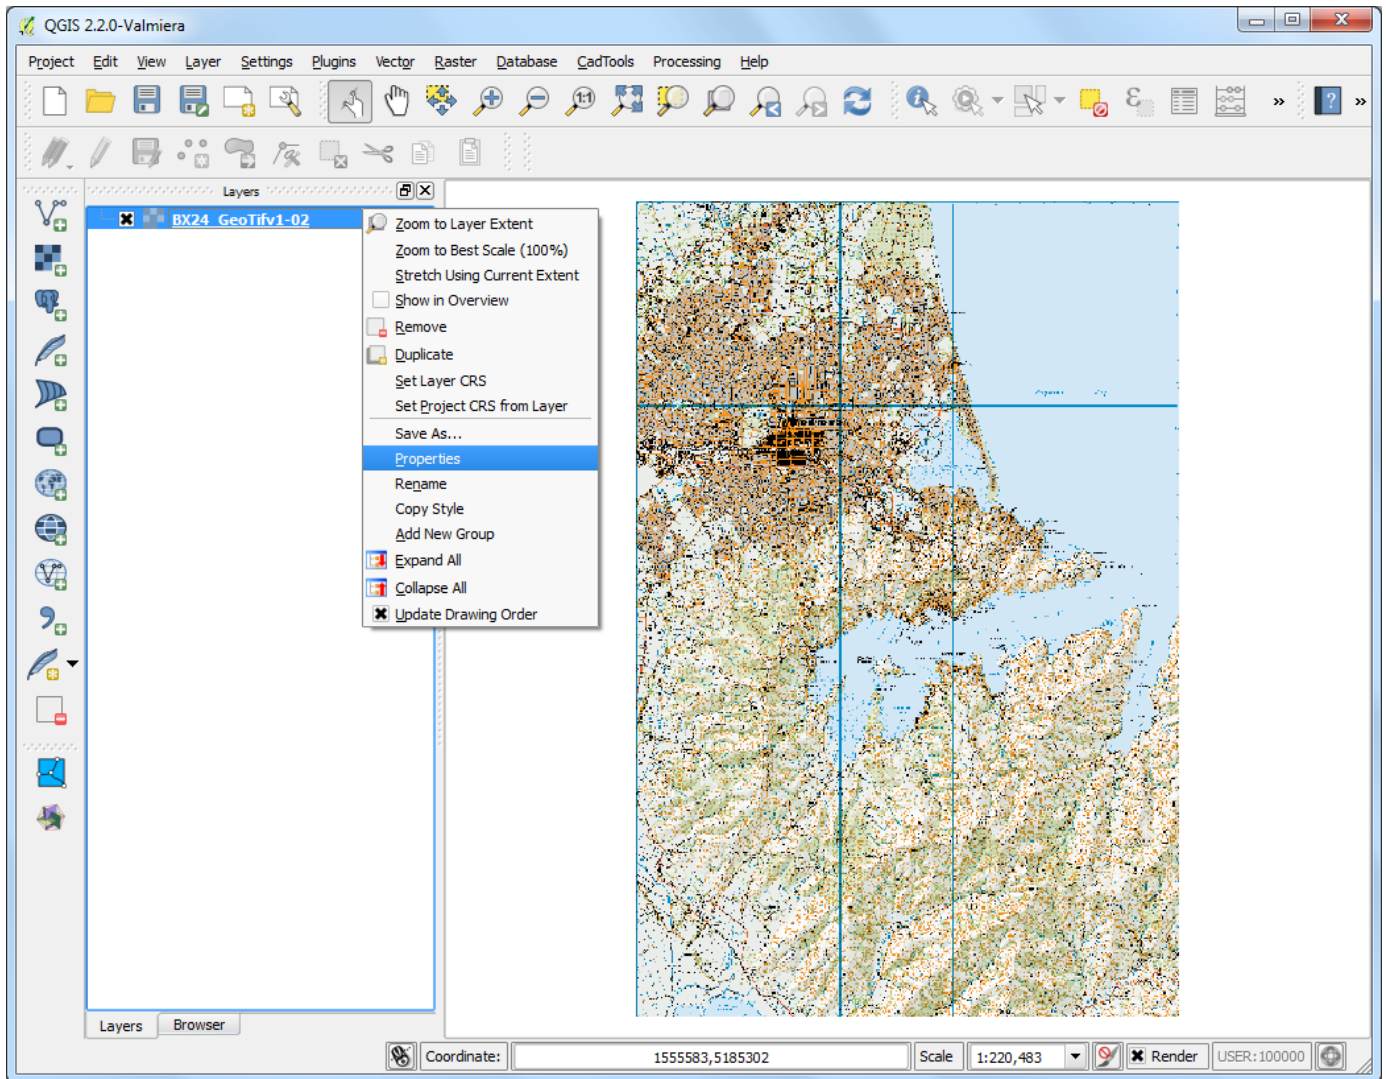 QGIS 2.2.0-Valmiera
Project Edit View Layer Settings Plugins Vector Raster Database CadTools Processing Help
1:1
ε
?
Layers
BX24_GeoTifv1-02
Zoom to Layer Extent
Zoom to Best Scale (100%)
Stretch Using Current Extent
Show in Overview
Remove
Duplicate
Set Layer CRS
Set Project CRS from Layer
Save As...
Properties
Rename
Copy Style
Add New Group
Expand All
Collapse All
Update Drawing Order
Layers Browser
Coordinate: 1555583,5185302 Scale 1:220,483 Render USER:100000